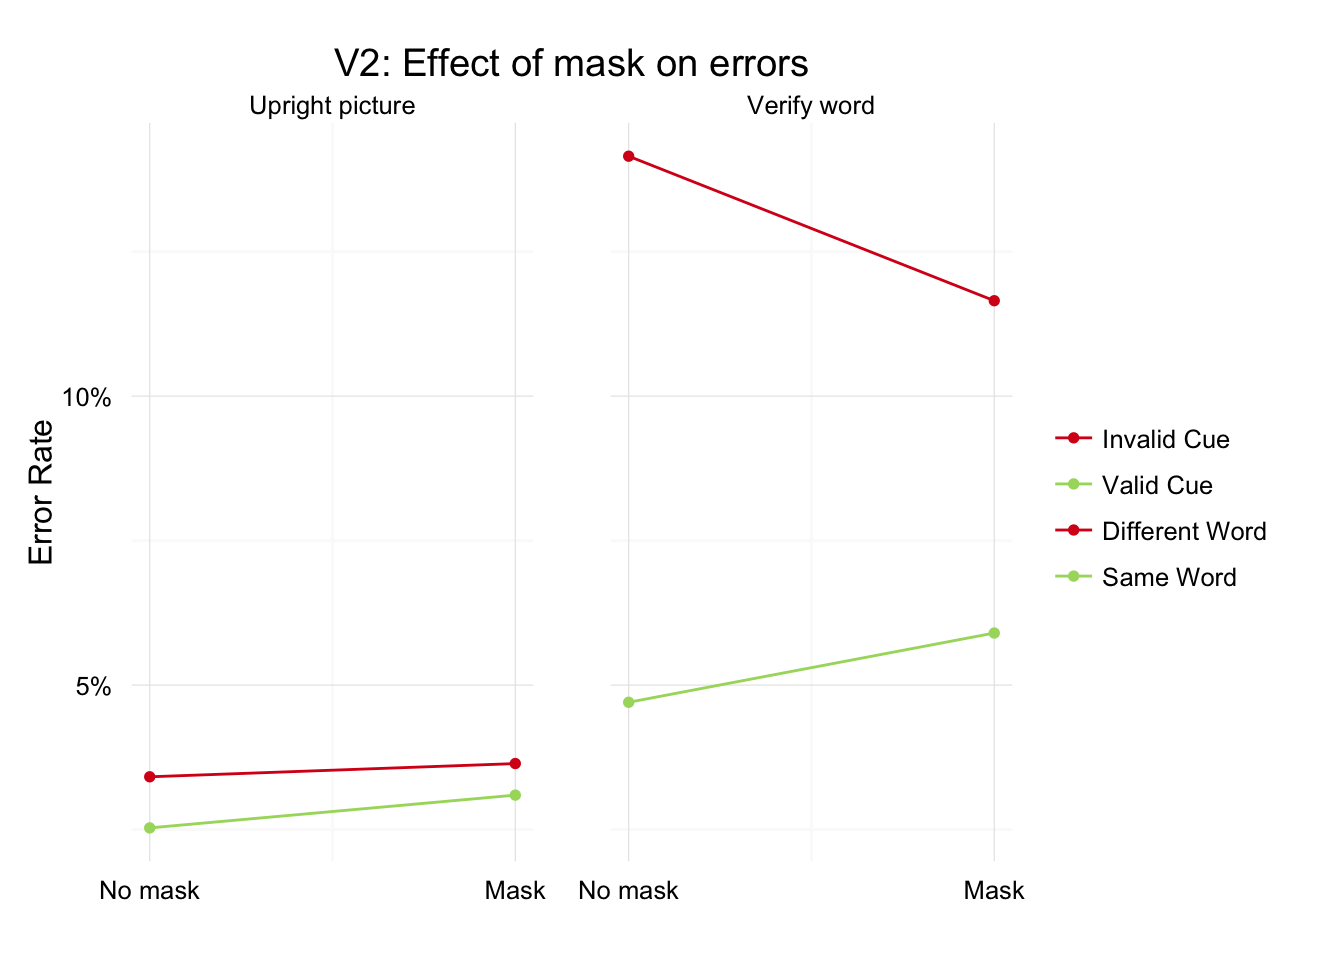 V2: Effect of mask on errors
Upright picture
Verify word
10%
5%
Error Rate
No mask
Mask
No mask
Mask
Invalid Cue
Valid Cue
Different Word
Same Word